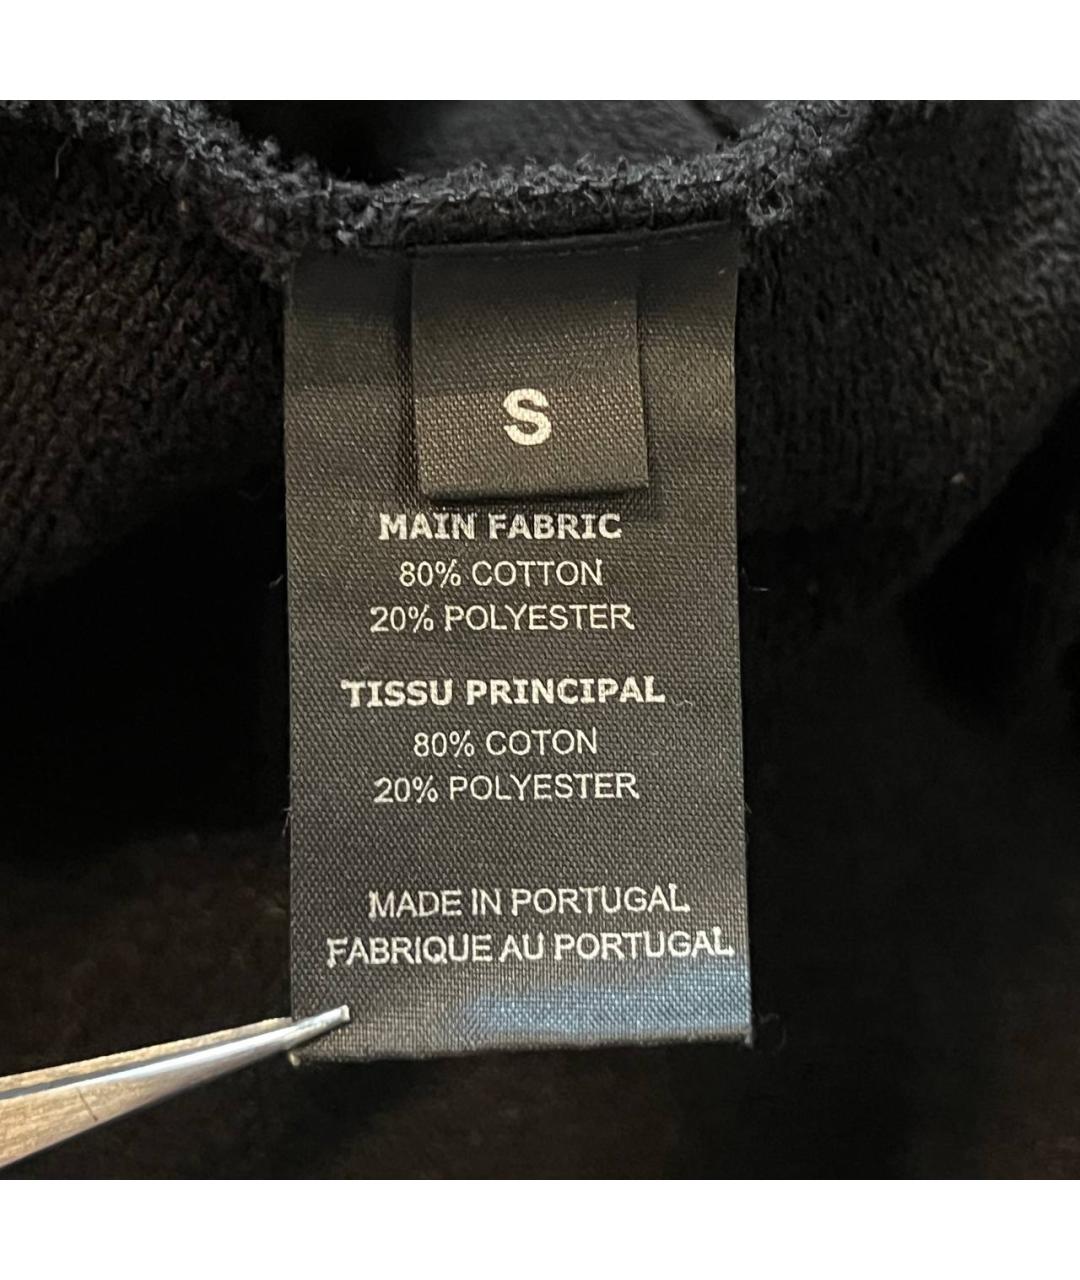 S
MAIN FABRIC
80% COTTON
20% POLYESTER
TISSU PRINCIPAL
80% COTON
20% POLYESTER
MADE IN PORTUGAL
FABRIQUE AU PORTUGAL